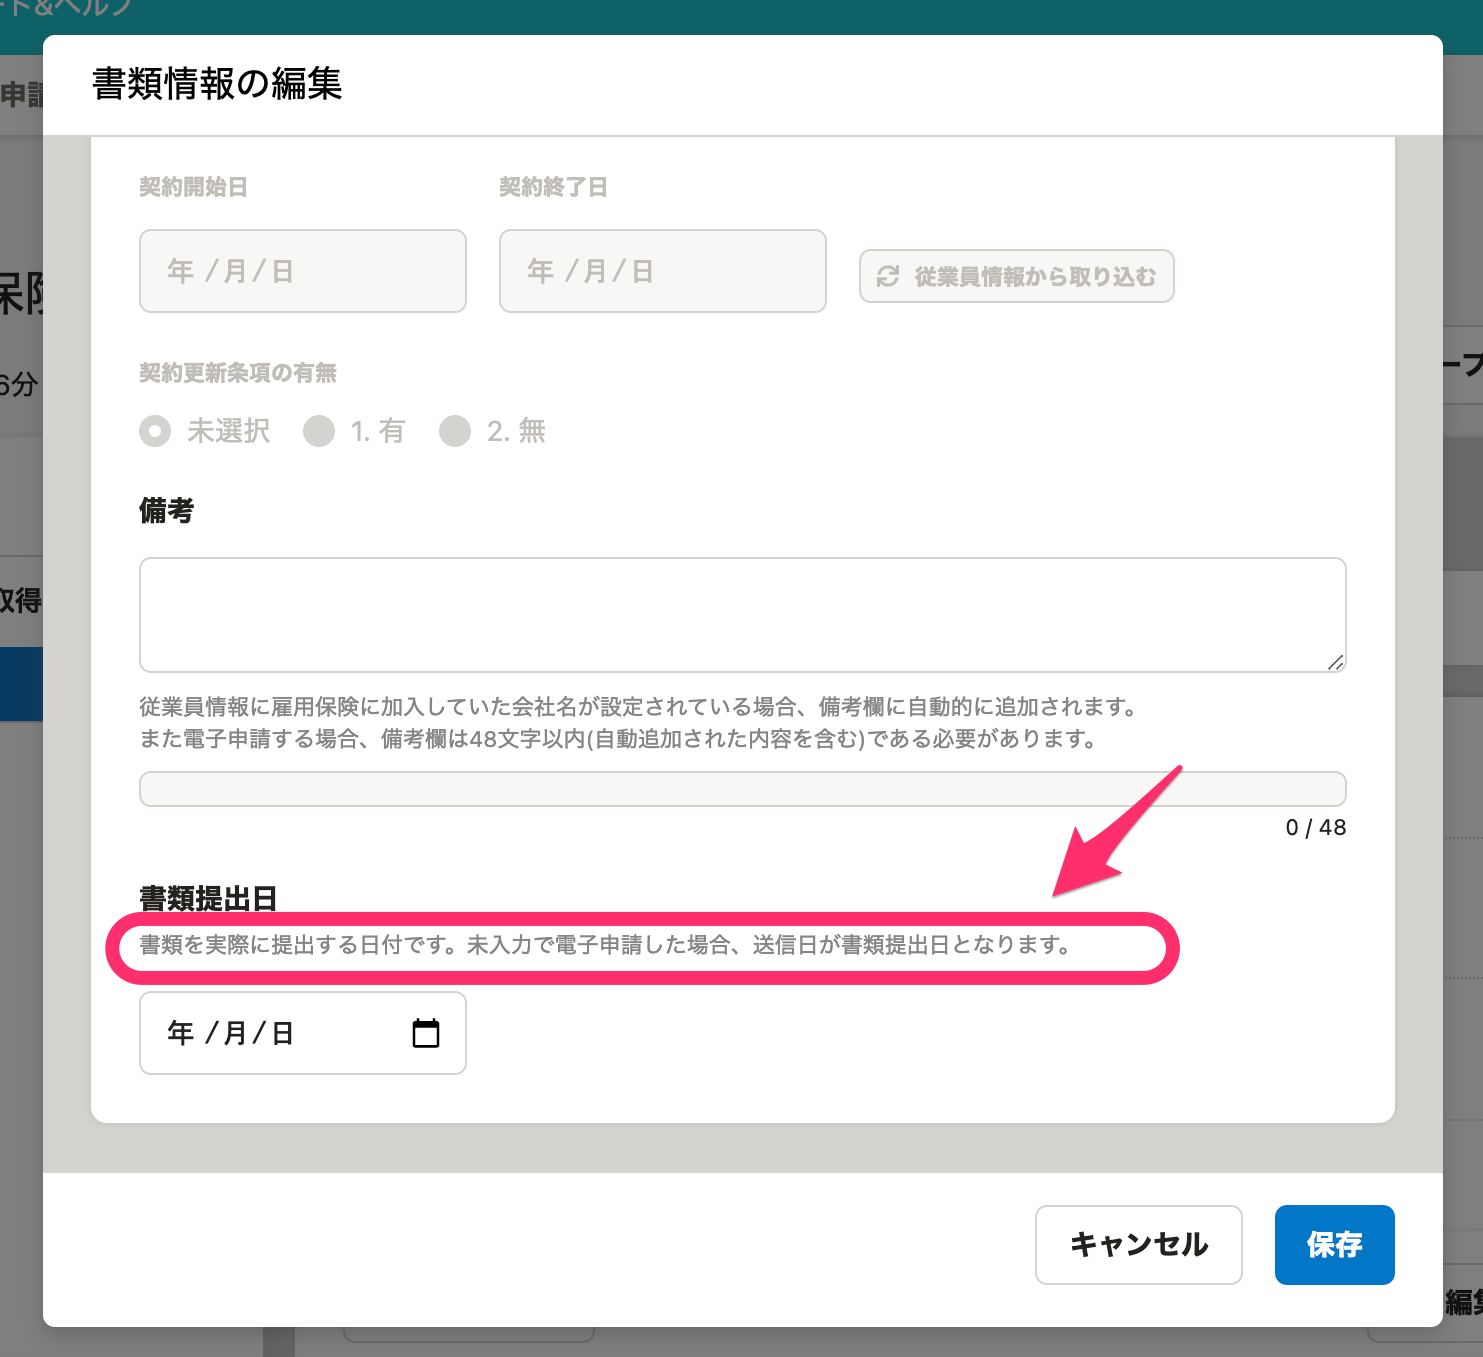 ート&ヘルプ
書類情報の編集
申請
契約開始日
契約終了日
年 /月/日
年 /月/日
従業員情報から取り込む
保険
6分
ープ
契約更新条項の有無
未選択 1. 有 2. 無
備考
取得
従業員情報に雇用保険に加入していた会社名が設定されている場合、備考欄に自動的に追加されます。
また電子申請する場合、備考欄は48文字以内(自動追加された内容を含む)である必要があります。
0 / 48
書類提出日
書類を実際に提出する日付です。未入力で電子申請した場合、送信日が書類提出日となります。
年 /月/日
キャンセル
保存
編集